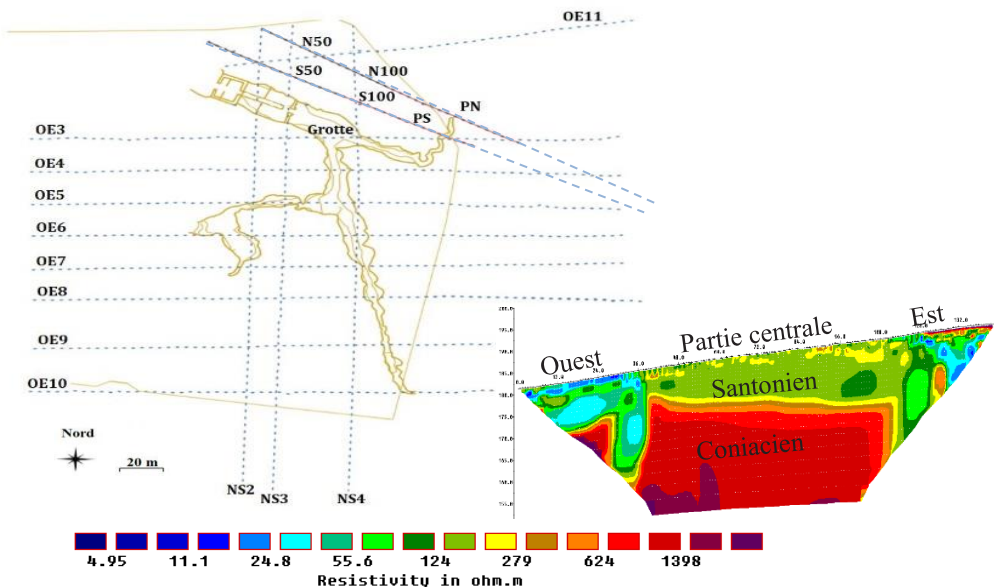 OE11
N50
S50
N100
S100
PN
PS
Grotte
OE3
OE4
OE5
OE6
OE7
OE8
OE9
OE10
Nord
20 m
NS2
NS3
NS4
Ouest
Partie centrale
Est
Santonien
Coniacien
4.95 11.1 24.8 55.6 124 279 624 1398
Resistivity in ohm.m